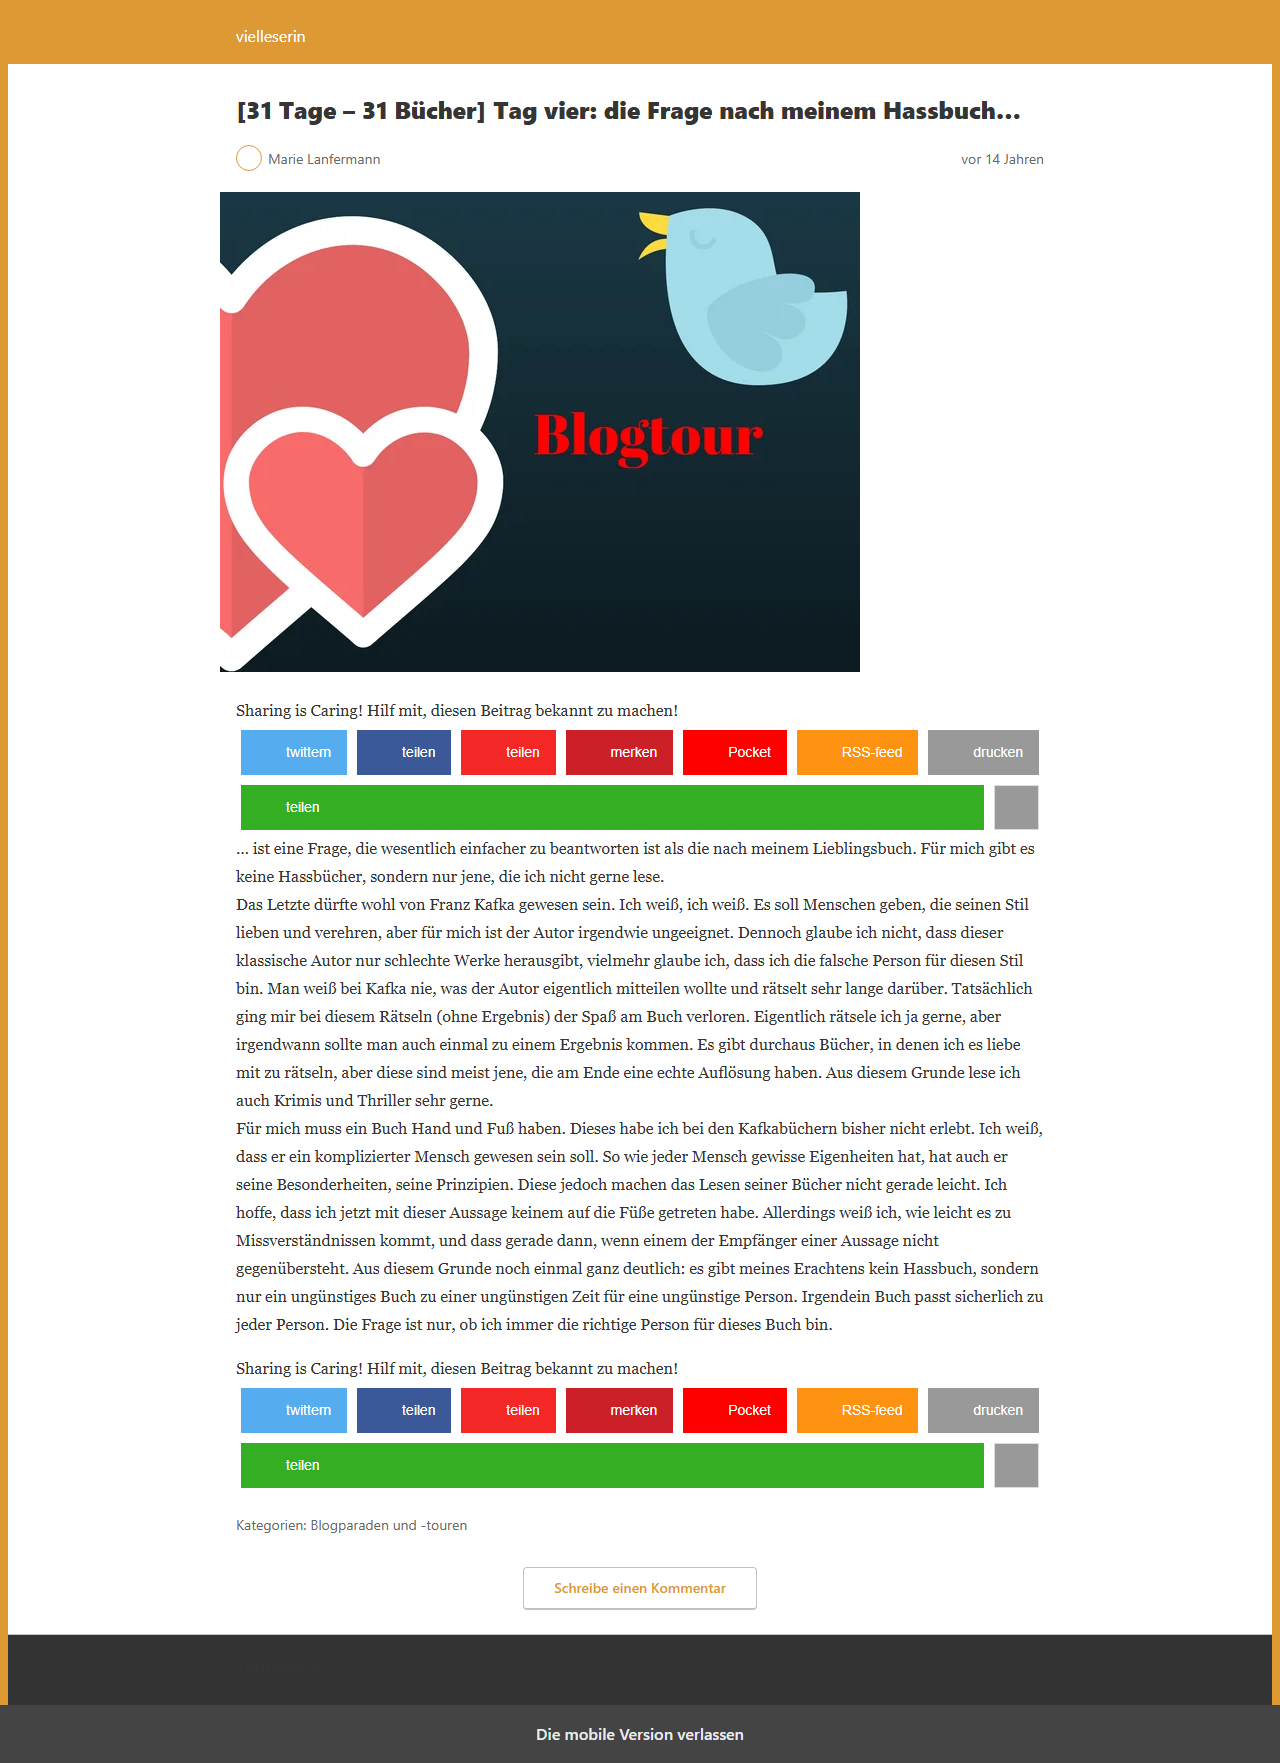 vielleserin
[31 Tage – 31 Bücher] Tag vier: die Frage nach meinem Hassbuch…
Marie Lanfermann
vor 14 Jahren
Blogtour
Sharing is Caring! Hilf mit, diesen Beitrag bekannt zu machen!
twittern teilen teilen merken Pocket RSS-feed drucken
teilen
… ist eine Frage, die wesentlich einfacher zu beantworten ist als die nach meinem Lieblingsbuch. Für mich gibt es
keine Hassbücher, sondern nur jene, die ich nicht gerne lese.
Das Letzte dürfte wohl von Franz Kafka gewesen sein. Ich weiß, ich weiß. Es soll Menschen geben, die seinen Stil
lieben und verehren, aber für mich ist der Autor irgendwie ungeeignet. Dennoch glaube ich nicht, dass dieser
klassische Autor nur schlechte Werke herausgibt, vielmehr glaube ich, dass ich die falsche Person für diesen Stil
bin. Man weiß bei Kafka nie, was der Autor eigentlich mitteilen wollte und rätselt sehr lange darüber. Tatsächlich
ging mir bei diesem Rätseln (ohne Ergebnis) der Spaß am Buch verloren. Eigentlich rätsele ich ja gerne, aber
irgendwann sollte man auch einmal zu einem Ergebnis kommen. Es gibt durchaus Bücher, in denen ich es liebe
mit zu rätseln, aber diese sind meist jene, die am Ende eine echte Auflösung haben. Aus diesem Grunde lese ich
auch Krimis und Thriller sehr gerne.
Für mich muss ein Buch Hand und Fuß haben. Dieses habe ich bei den Kafkabüchern bisher nicht erlebt. Ich weiß,
dass er ein komplizierter Mensch gewesen sein soll. So wie jeder Mensch gewisse Eigenheiten hat, hat auch er
seine Besonderheiten, seine Prinzipien. Diese jedoch machen das Lesen seiner Bücher nicht gerade leicht. Ich
hoffe, dass ich jetzt mit dieser Aussage keinem auf die Füße getreten habe. Allerdings weiß ich, wie leicht es zu
Missverständnissen kommt, und dass gerade dann, wenn einem der Empfänger einer Aussage nicht
gegenübersteht. Aus diesem Grunde noch einmal ganz deutlich: es gibt meines Erachtens kein Hassbuch, sondern
nur ein ungünstiges Buch zu einer ungünstigen Zeit für eine ungünstige Person. Irgendein Buch passt sicherlich zu
jeder Person. Die Frage ist nur, ob ich immer die richtige Person für dieses Buch bin.
Sharing is Caring! Hilf mit, diesen Beitrag bekannt zu machen!
twittern teilen teilen merken Pocket RSS-feed drucken
teilen
Kategorien: Blogparaden und -touren
Schreibe einen Kommentar
Die mobile Version verlassen